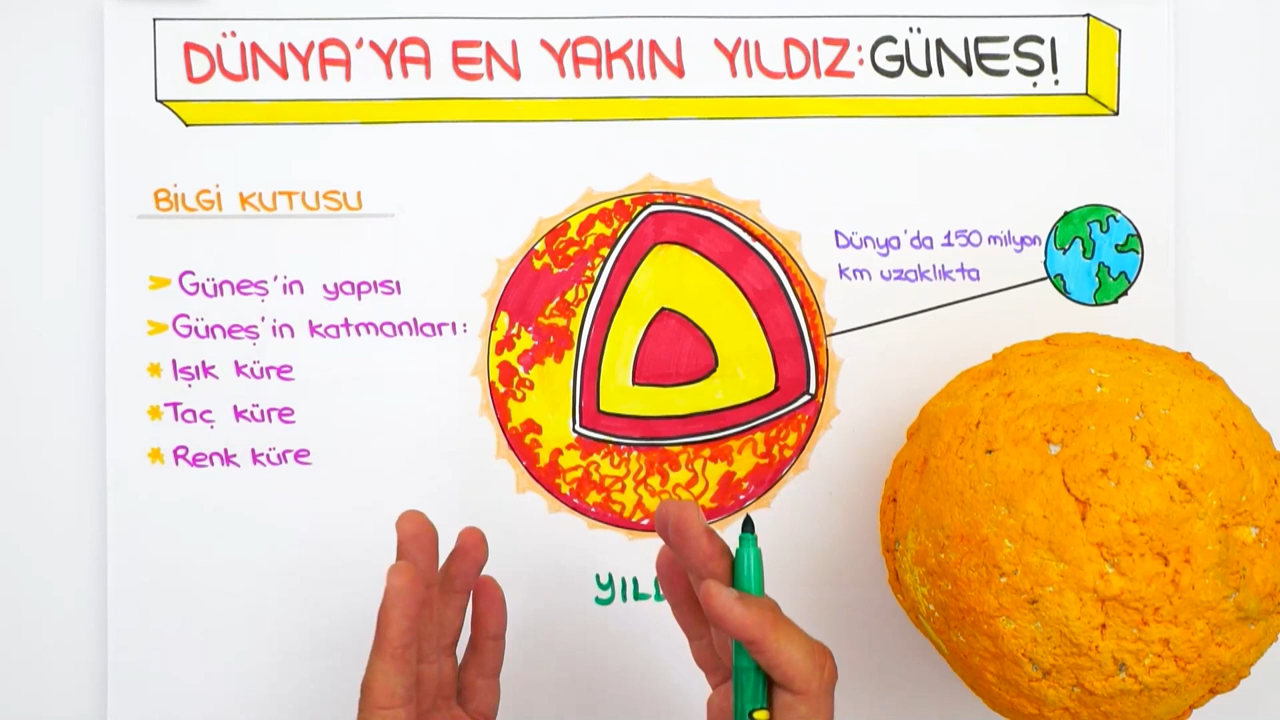 DÜNYA'YA EN YAKIN YILDIZ: GÜNEŞ!
BİLGİ KUTUSU
> Güneş'in yapısı
> Güneş'in katmanları:
* Işık küre
* Taç küre
* Renk küre
Dünya'da 150 milyon
km uzaklıkta